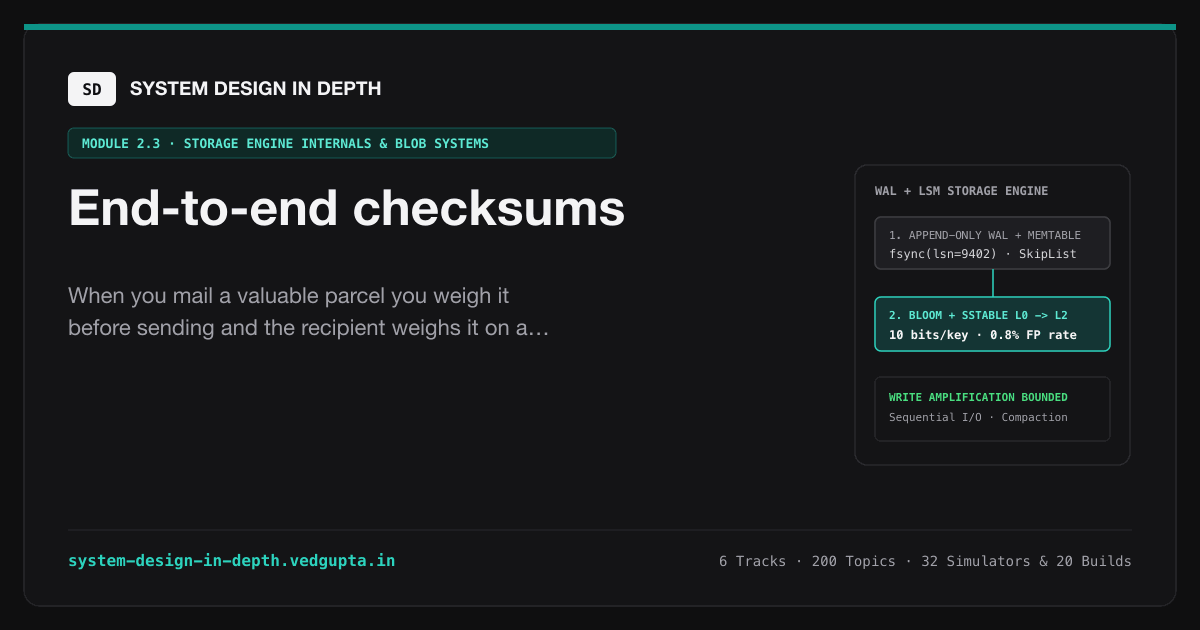 SD SYSTEM DESIGN IN DEPTH
MODULE 2.3 · STORAGE ENGINE INTERNALS & BLOB SYSTEMS
End-to-end checksums
When you mail a valuable parcel you weigh it
before sending and the recipient weighs it on a…
WAL + LSM STORAGE ENGINE
1. APPEND-ONLY WAL + MEMTABLE
fsync(lsn=9402) · SkipList
2. BLOOM + SSTABLE L0 -> L2
10 bits/key · 0.8% FP rate
WRITE AMPLIFICATION BOUNDED
Sequential I/O · Compaction
system-design-in-depth.vedgupta.in
6 Tracks · 200 Topics · 32 Simulators & 20 Builds